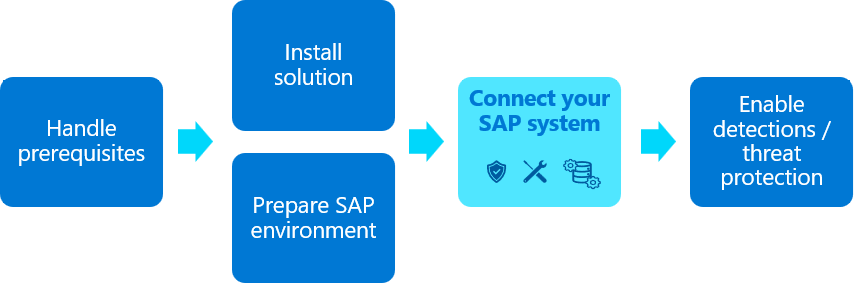 Handle
prerequisites
Install
solution
Prepare SAP
environment
Connect your
SAP system
Enable
detections /
threat
protection